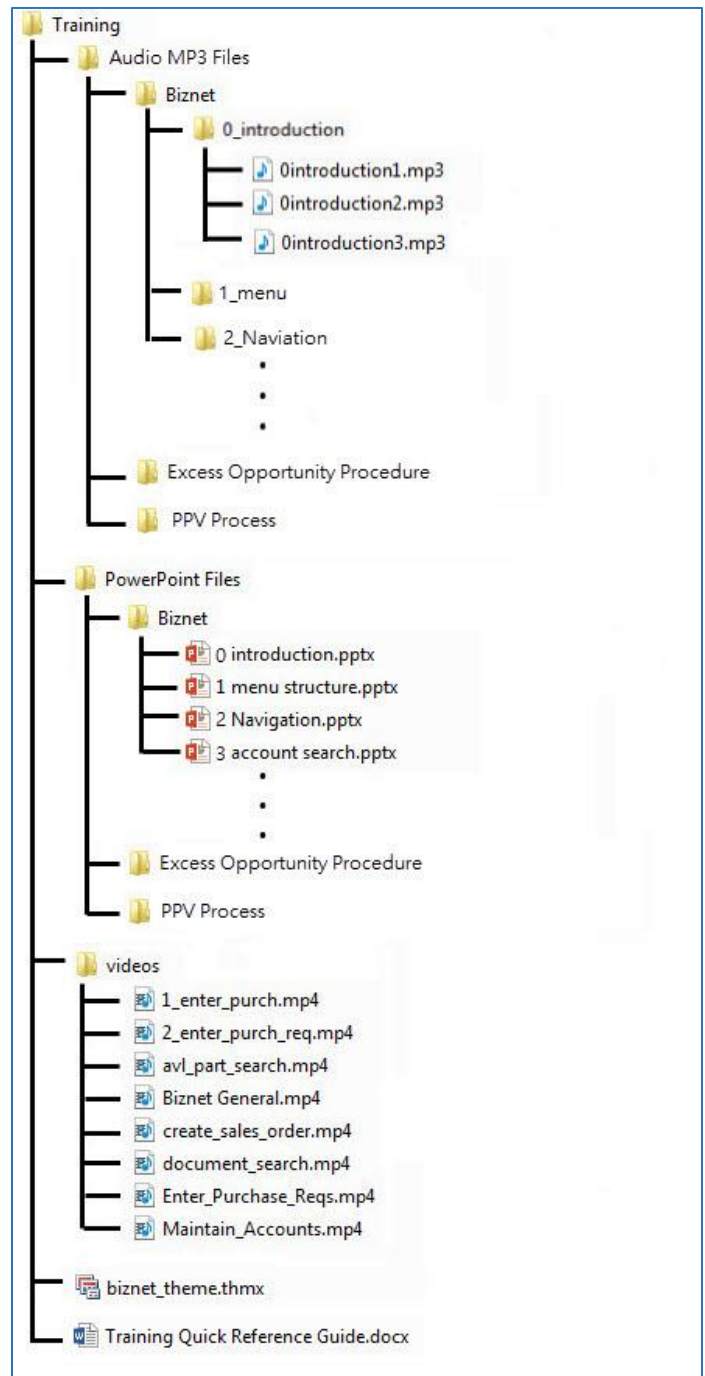 Training
Audio MP3 Files
Biznet
0_introduction
0introduction1.mp3
0introduction2.mp3
0introduction3.mp3
1_menu
2_Naviation
Excess Opportunity Procedure
PPV Process
PowerPoint Files
Biznet
0 introduction.pptx
1 menu structure.pptx
2 Navigation.pptx
3 account search.pptx
Excess Opportunity Procedure
PPV Process
videos
1_enter_purch.mp4
2_enter_purch_req.mp4
avl_part_search.mp4
Biznet General.mp4
create_sales_order.mp4
document_search.mp4
Enter_Purchase_Reqs.mp4
Maintain_Accounts.mp4
biznet_theme.thmx
Training Quick Reference Guide.docx